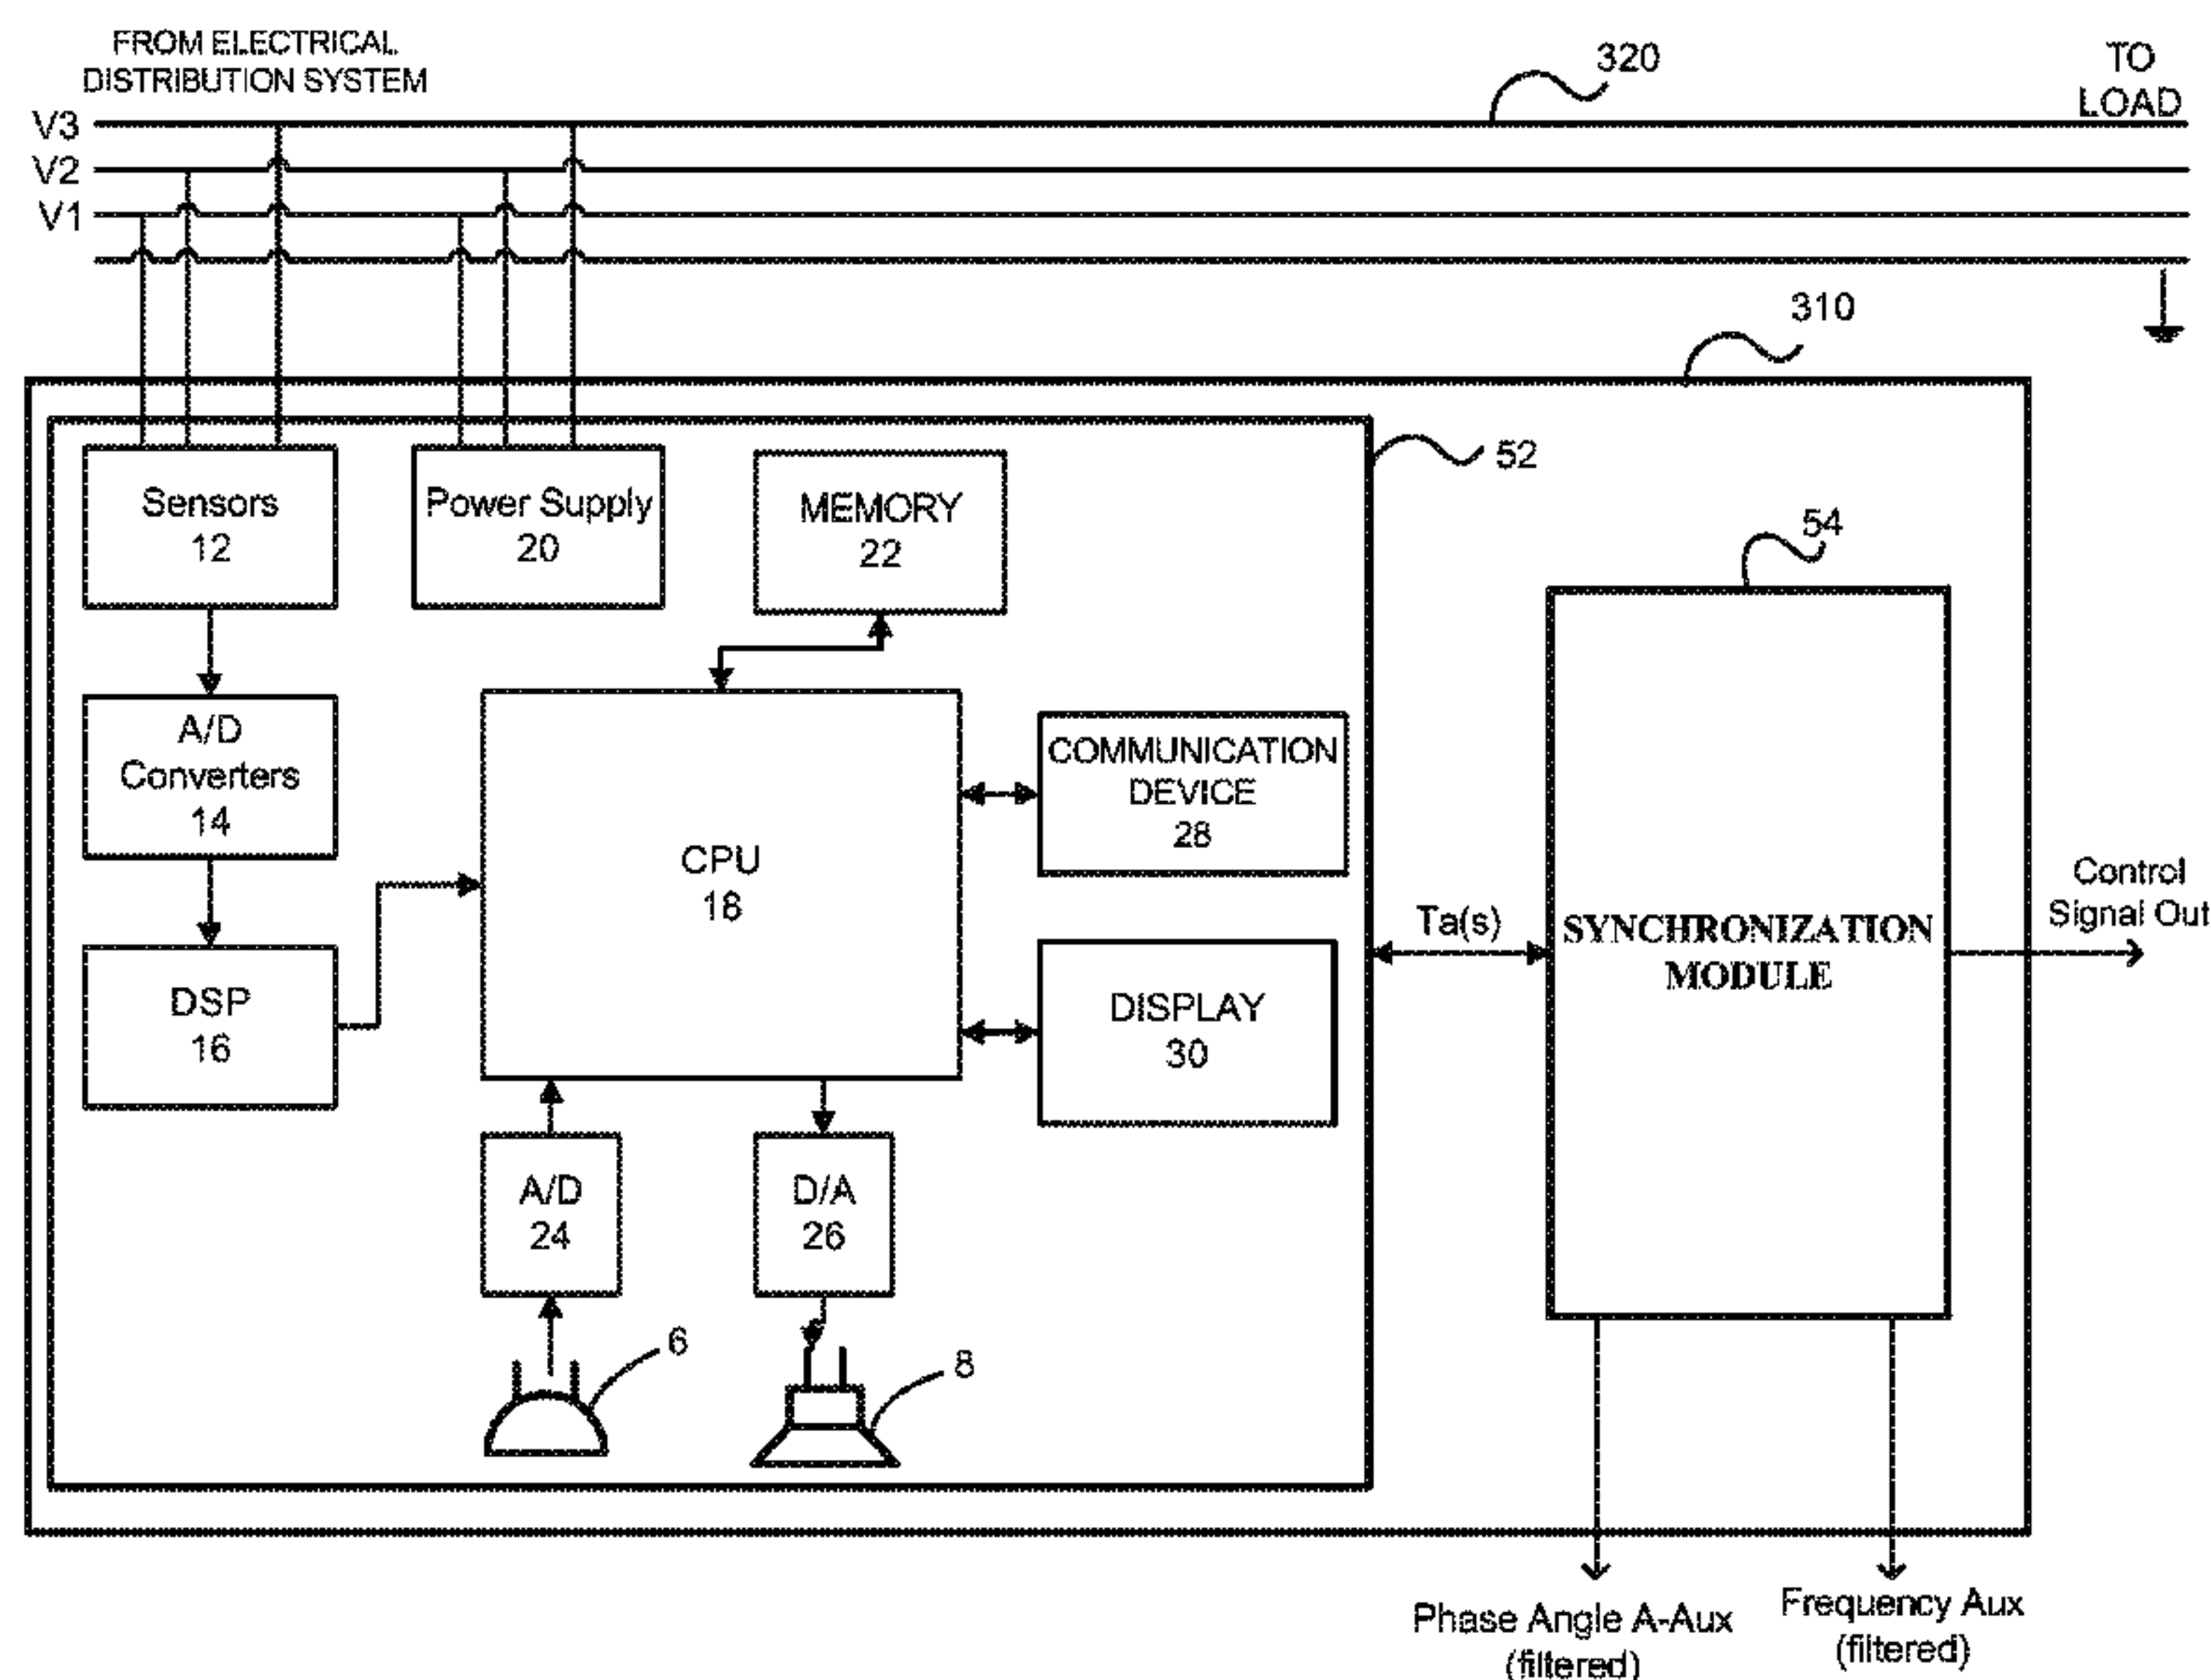 FROM ELECTRICAL
DISTRIBUTION SYSTEM
320
TO
LOAD
V3
V2
V1
310
52
Sensors
12
Power Supply
20
MEMORY
22
54
A/D
Converters
14
CPU
18
COMMUNICATION
DEVICE
28
Control
Signal Out
Ta(s)
SYNCHRONIZATION
MODULE
DSP
16
DISPLAY
30
A/D
24
D/A
26
6
8
Phase Angle A-Aux
(filtered)
Frequency Aux
(filtered)